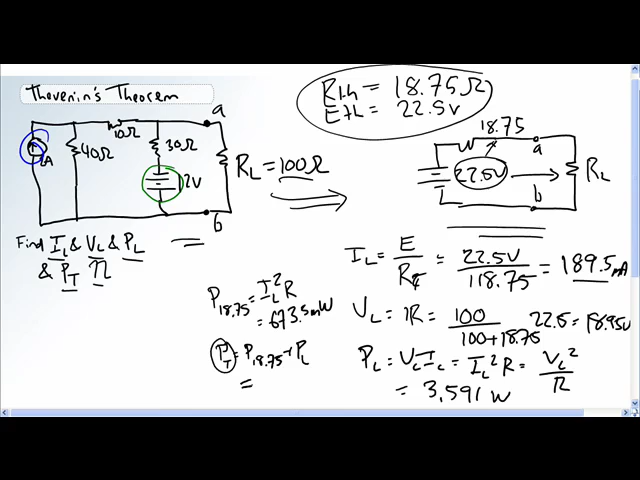 Thevenin's Theorem
Rth = 18.75Ω
Eth = 22.5v
a
10Ω
40Ω
30Ω
2A
12V
RL = 100Ω
b
18.75
a
22.5V
RL
b
Find IL & VL & PL
& PT η
IL = E/RT = 22.5V/118.75 = 189.5mA
P18.75 = IL²R
= 673.5mW
VL = IR = 100/100+18.75 22.5 = 18.95V
PT = P18.75 + PL
=
PL = VLIL = IL²R = VL²/R
= 3.591 W